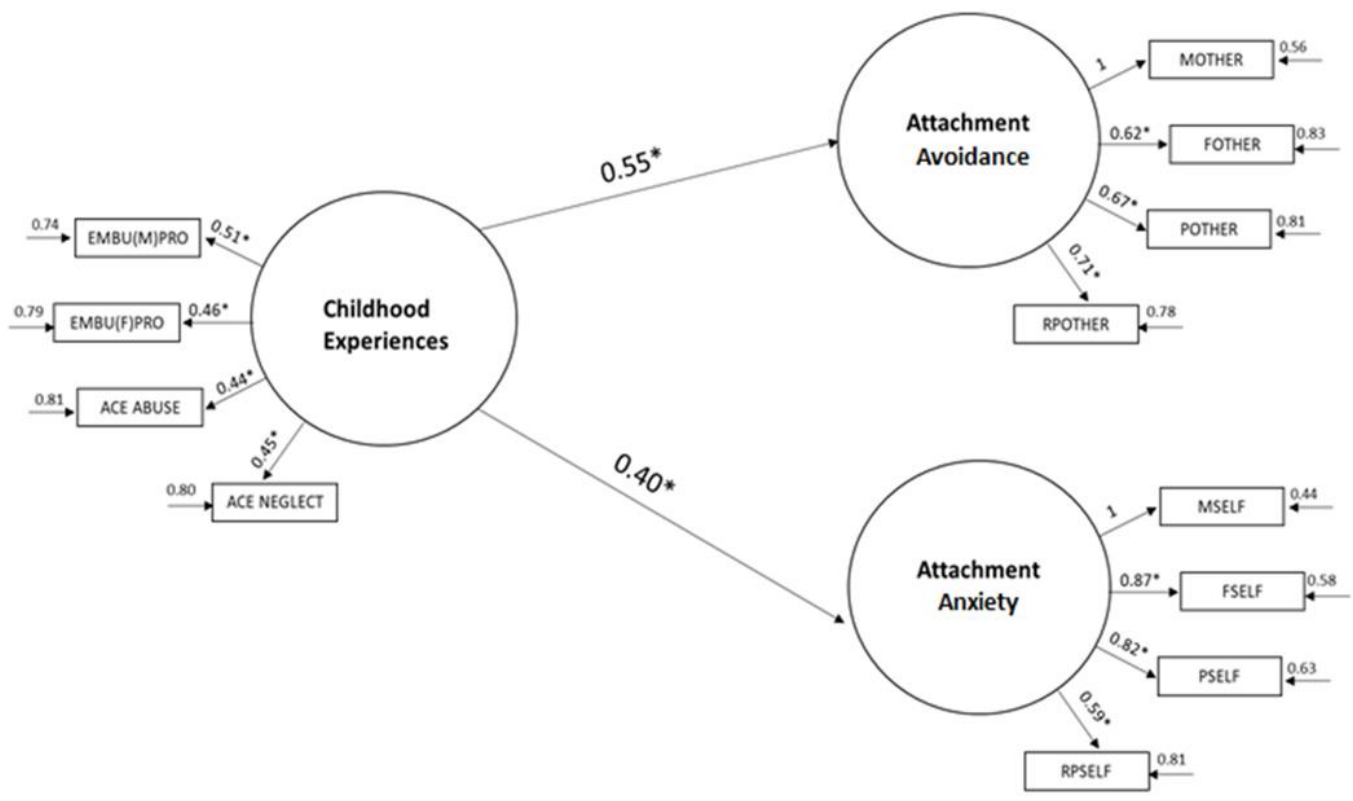 Childhood
Experiences
0.74
EMBU(M)PRO
0.51*
0.79
EMBU(F)PRO
0.46*
0.81
ACE ABUSE
0.44*
0.80
ACE NEGLECT
0.45*
0.55*
0.40*
Attachment
Avoidance
1
MOTHER
0.56
0.62*
FOTHER
0.83
0.67*
POTHER
0.81
0.71*
RPOTHER
0.78
Attachment
Anxiety
1
MSELF
0.44
0.87*
FSELF
0.58
0.82*
PSELF
0.63
0.59*
RPSELF
0.81